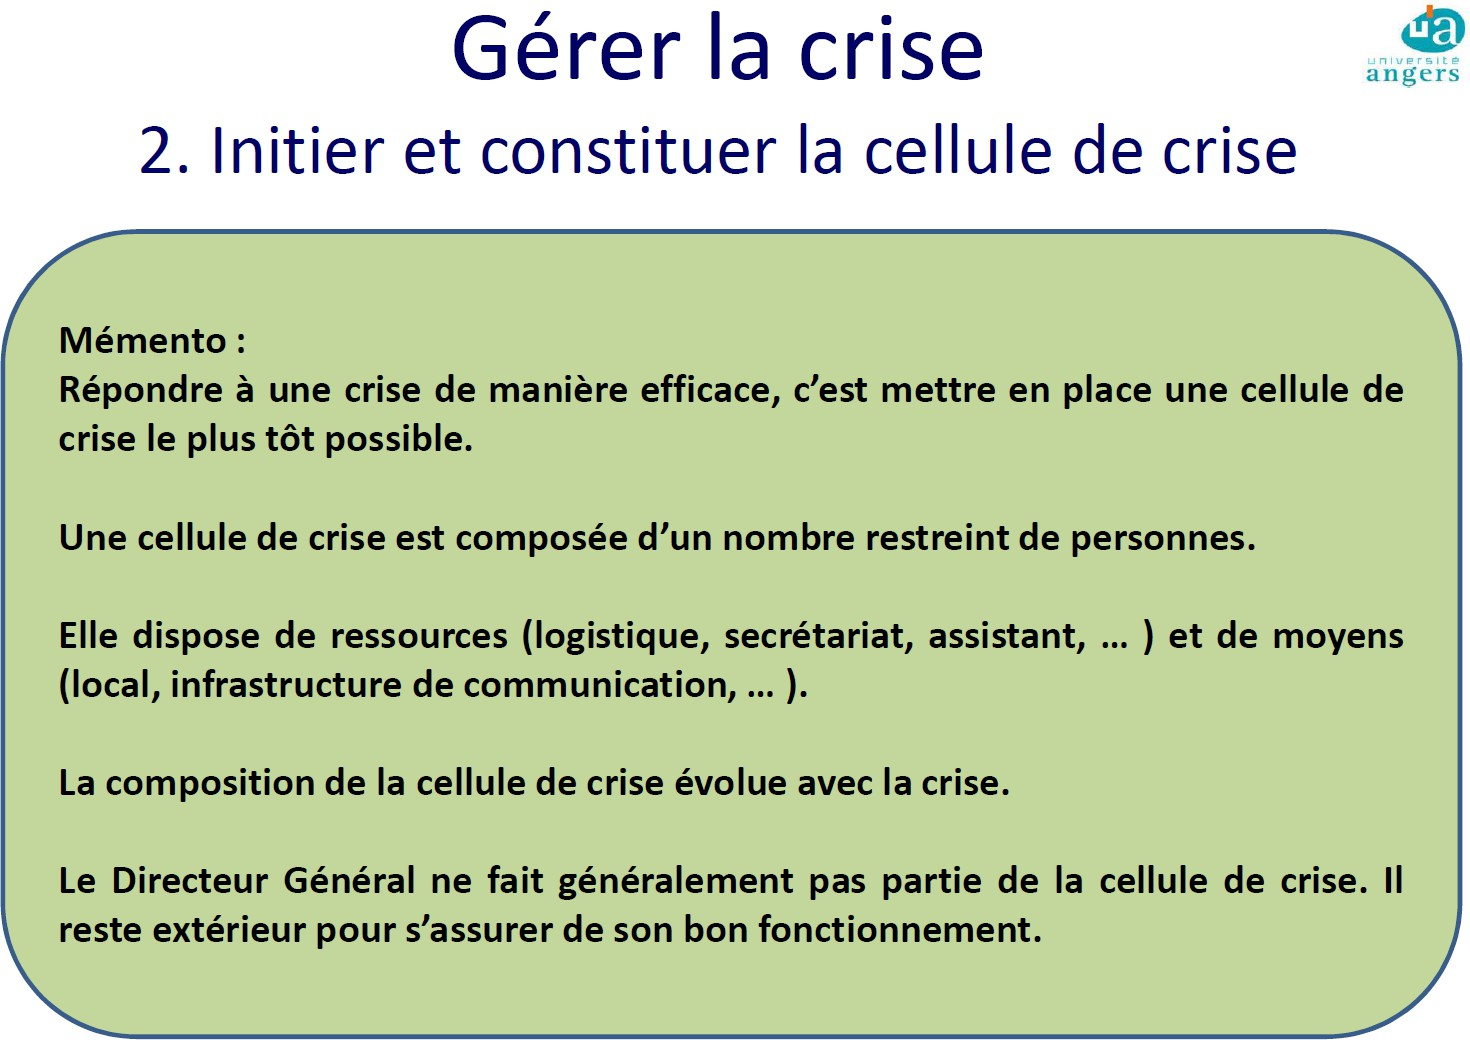 Gérer la crise
ua
université
angers
2. Initier et constituer la cellule de crise
Mémento :
Répondre à une crise de manière efficace, c’est mettre en place une cellule de
crise le plus tôt possible.
Une cellule de crise est composée d’un nombre restreint de personnes.
Elle dispose de ressources (logistique, secrétariat, assistant, … ) et de moyens
(local, infrastructure de communication, … ).
La composition de la cellule de crise évolue avec la crise.
Le Directeur Général ne fait généralement pas partie de la cellule de crise. Il
reste extérieur pour s’assurer de son bon fonctionnement.